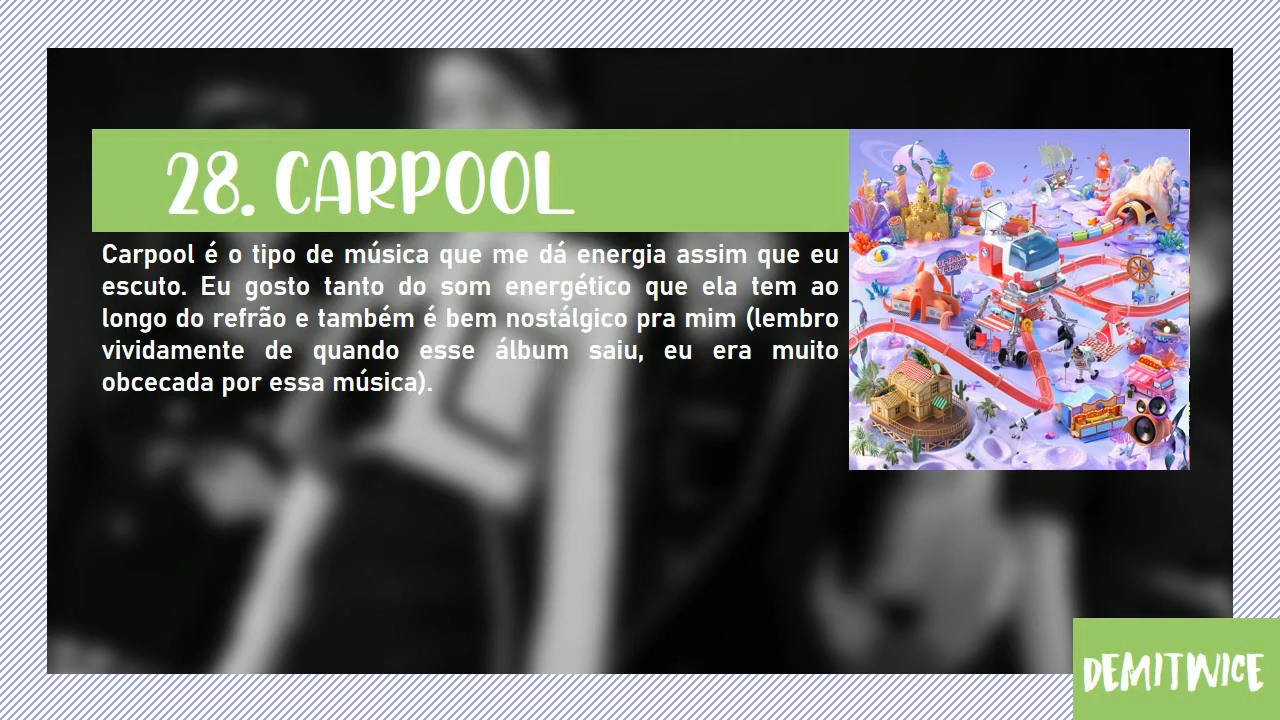 28. CARPOOL
Carpool é o tipo de música que me dá energia assim que eu
escuto. Eu gosto tanto do som energético que ela tem ao
longo do refrão e também é bem nostálgico pra mim (lembro
vividamente de quando esse álbum saiu, eu era muito
obcecada por essa música).
DEMITWICE